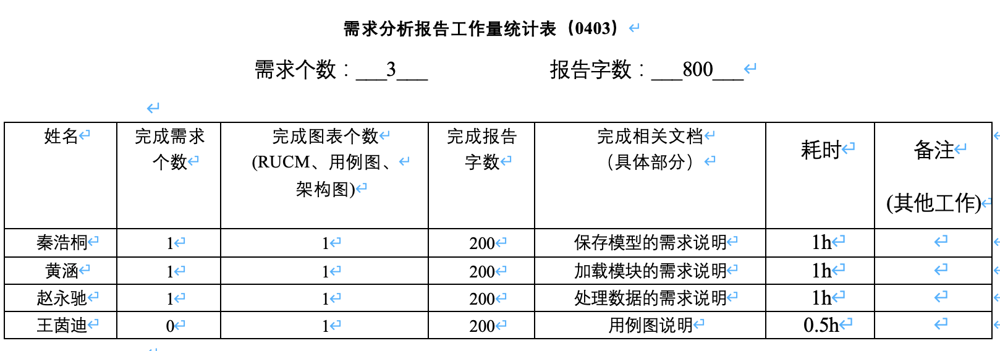 需求分析报告工作量统计表（0403）
需求个数：___3___ 报告字数：___800___
姓名 完成需求个数 完成图表个数(RUCM、用例图、架构图) 完成报告字数 完成相关文档（具体部分） 耗时 备注(其他工作)
秦浩桐 1 1 200 保存模型的需求说明 1h
黄涵 1 1 200 加载模块的需求说明 1h
赵永驰 1 1 200 处理数据的需求说明 1h
王茵迪 0 1 200 用例图说明 0.5h